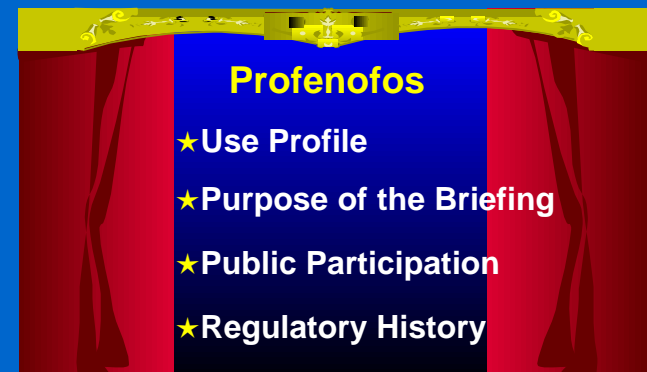 Profenofos
★Use Profile
★Purpose of the Briefing
★Public Participation
★Regulatory History